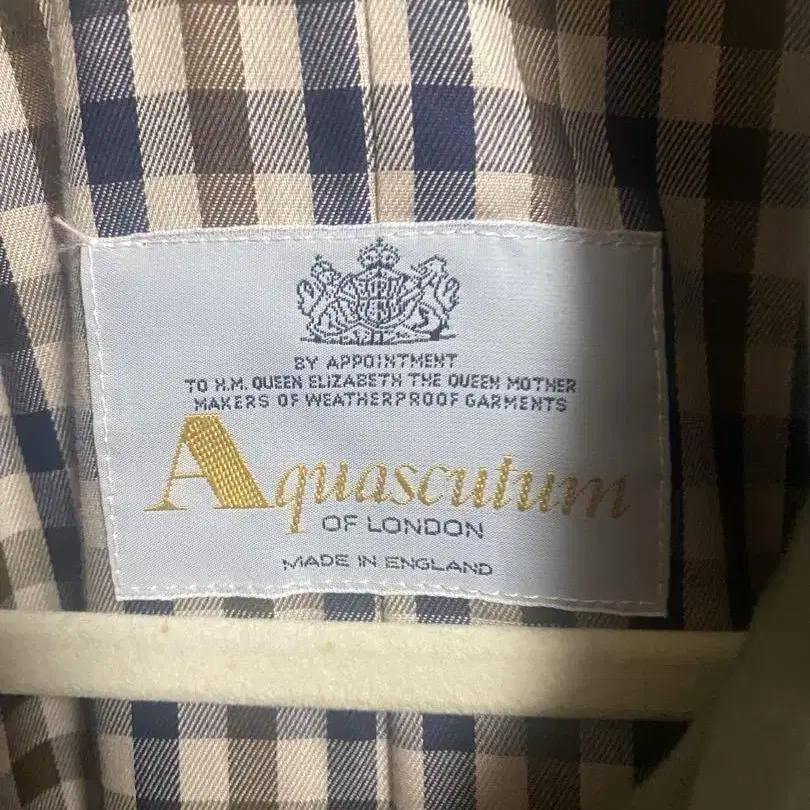 BY APPOINTMENT
TO H.M. QUEEN ELIZABETH THE QUEEN MOTHER
MAKERS OF WEATHERPROOF GARMENTS
Aquascutum
OF LONDON
MADE IN ENGLAND